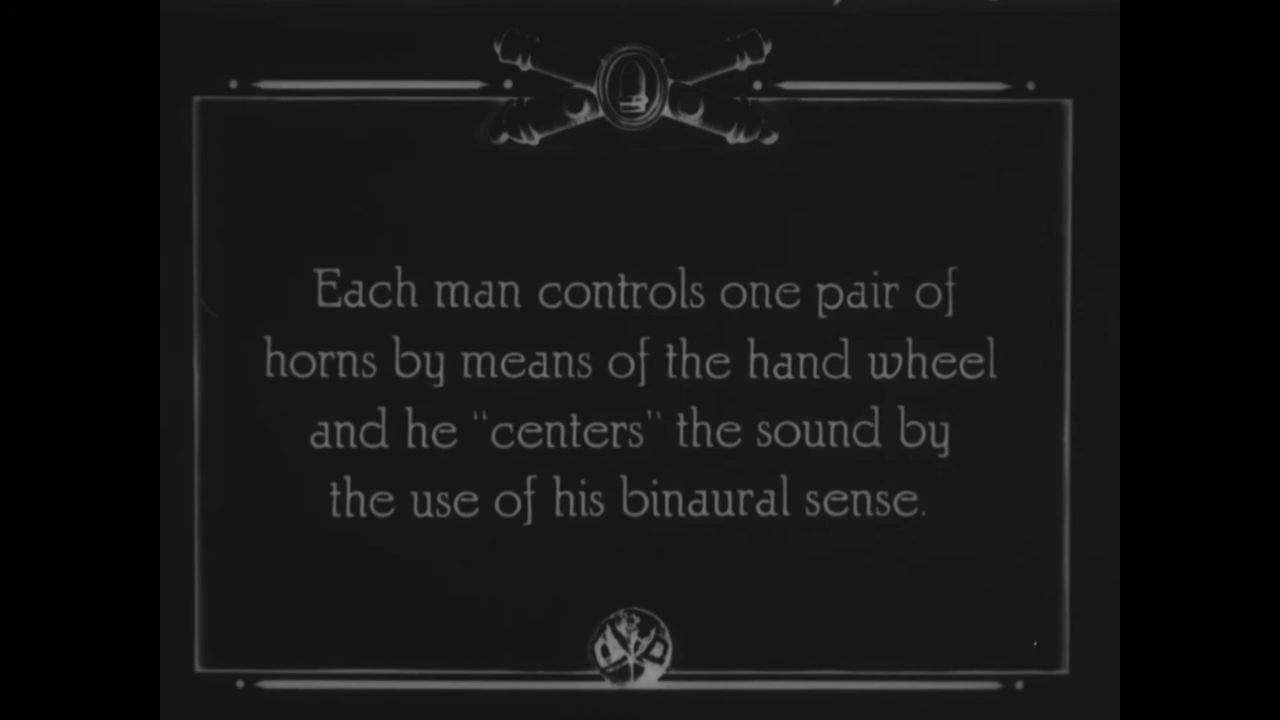 Each man controls one pair of
horns by means of the hand wheel
and he "centers" the sound by
the use of his binaural sense.